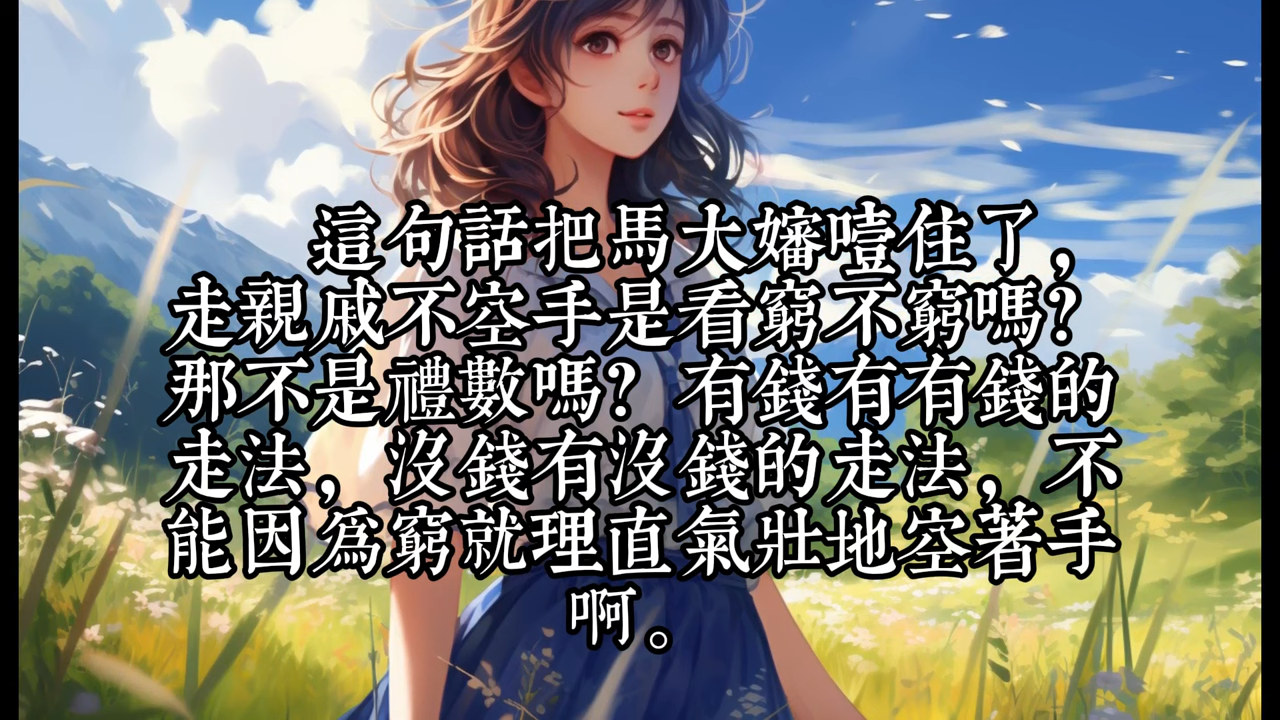 這句話把馬大嬸噎住了，
走親戚不空手是看窮不窮嗎？
那不是禮數嗎？有錢有有錢的
走法，沒錢有沒錢的走法，不
能因爲窮就理直氣壯地空著手
啊。